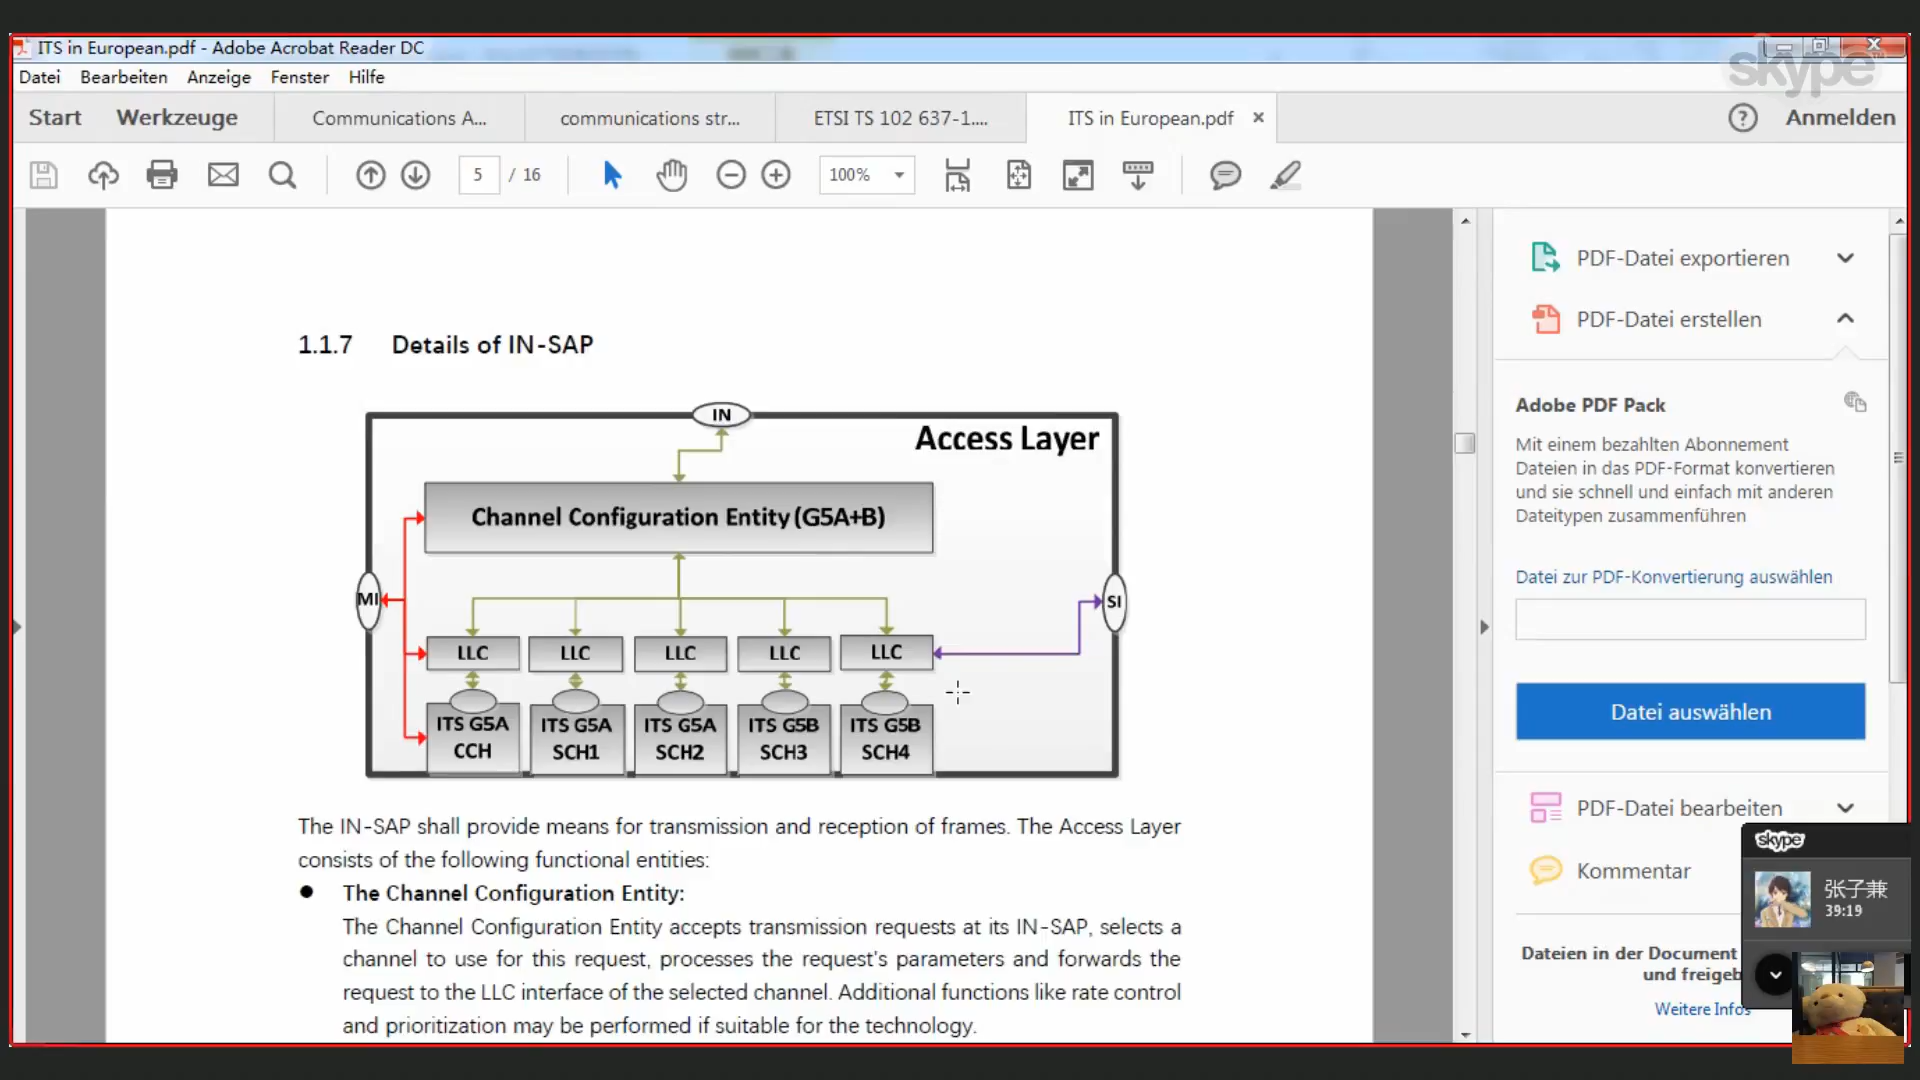 ITS in European.pdf - Adobe Acrobat Reader DC
skype™
Datei Bearbeiten Anzeige Fenster Hilfe
Start Werkzeuge Communications A... communications str... ETSI TS 102 637-1.... ITS in European.pdf × ? Anmelden
5 / 16 100%
1.1.7 Details of IN-SAP
IN
Access Layer
Channel Configuration Entity (G5A+B)
MI
SI
LLC LLC LLC LLC LLC
ITS G5A CCH
ITS G5A SCH1
ITS G5A SCH2
ITS G5B SCH3
ITS G5B SCH4
The IN-SAP shall provide means for transmission and reception of frames. The Access Layer
consists of the following functional entities:
● The Channel Configuration Entity:
The Channel Configuration Entity accepts transmission requests at its IN-SAP, selects a
channel to use for this request, processes the request's parameters and forwards the
request to the LLC interface of the selected channel. Additional functions like rate control
and prioritization may be performed if suitable for the technology.
PDF-Datei exportieren
PDF-Datei erstellen
Adobe PDF Pack
Mit einem bezahlten Abonnement
Dateien in das PDF-Format konvertieren
und sie schnell und einfach mit anderen
Dateitypen zusammenführen
Datei zur PDF-Konvertierung auswählen
Datei auswählen
PDF-Datei bearbeiten
Kommentar
Dateien in der Document
und freigeb
Weitere Infos
skype
张子兼
39:19